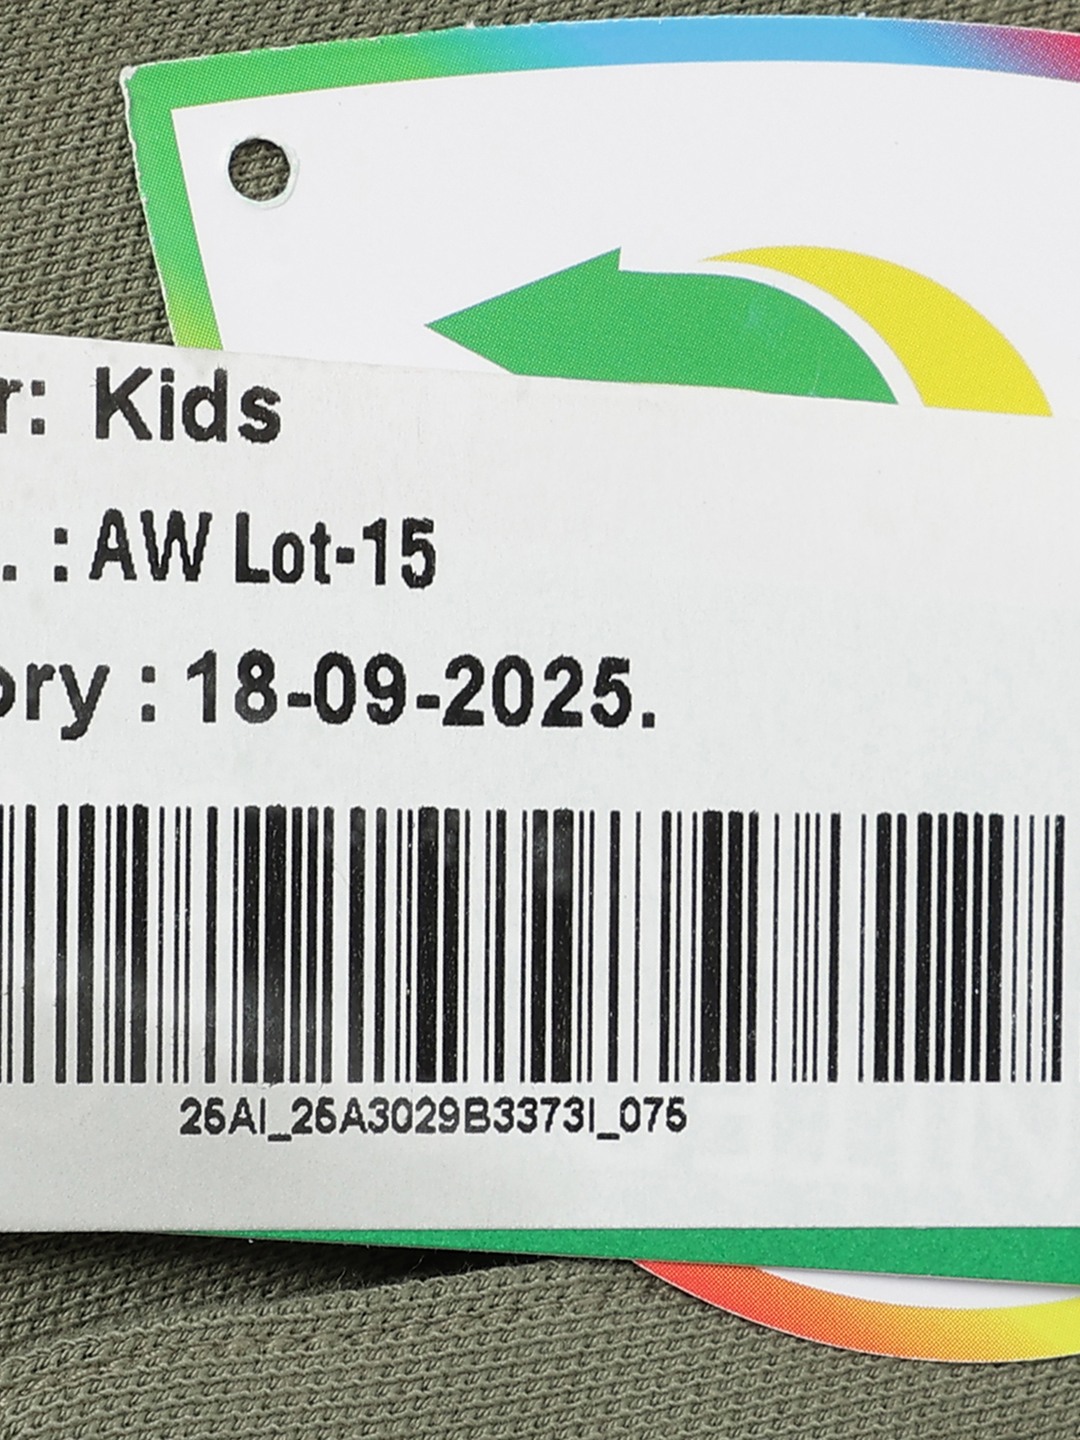 r: Kids
. : AW Lot-15
ory : 18-09-2025.
25AI_25A3029B3373I_075